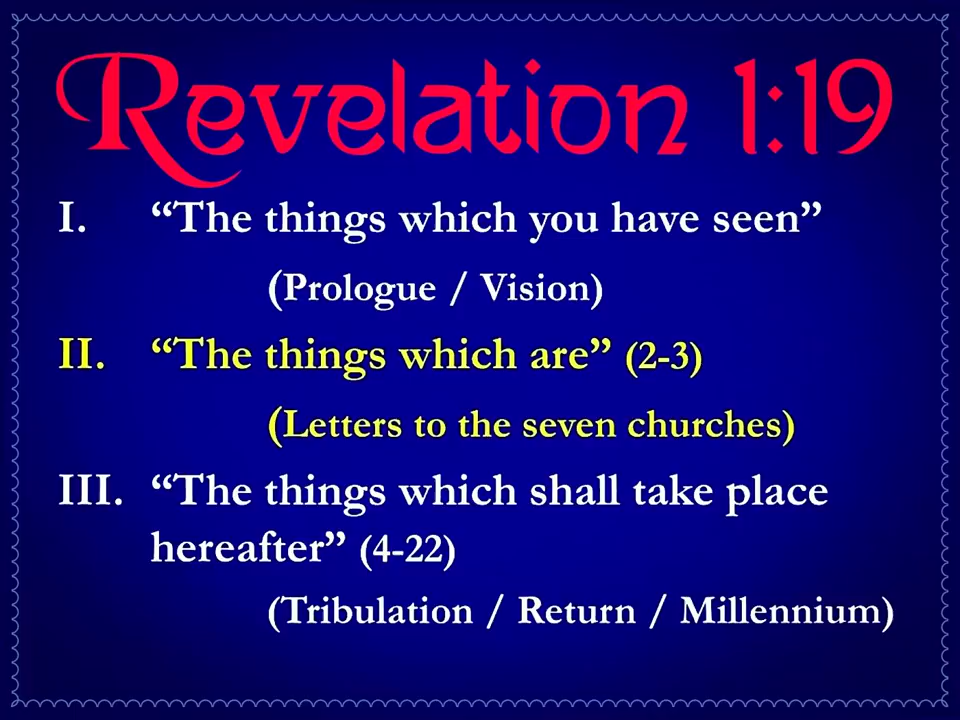 Revelation 1:19
I. “The things which you have seen”
(Prologue / Vision)
II. “The things which are” (2-3)
(Letters to the seven churches)
III. “The things which shall take place
hereafter” (4-22)
(Tribulation / Return / Millennium)